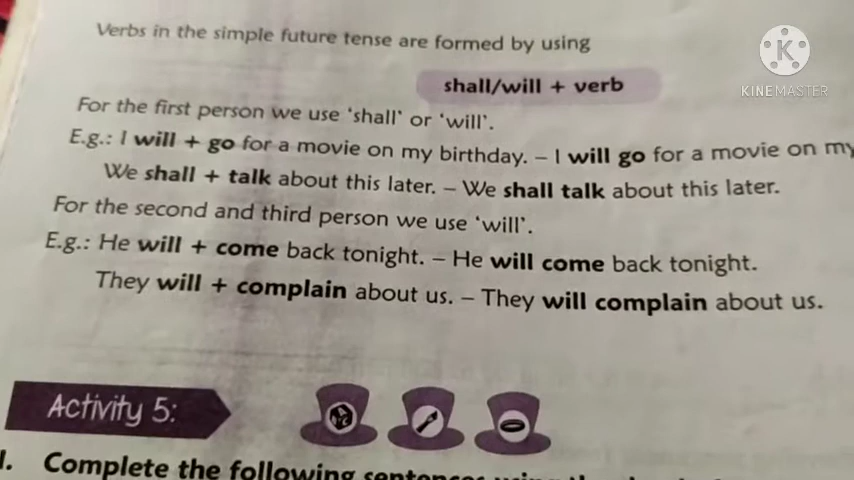 Verbs in the simple future tense are formed by using
shall/will + verb
K
KINEMASTER
For the first person we use 'shall' or 'will'.
E.g.: I will + go for a movie on my birthday. – I will go for a movie on my
We shall + talk about this later. – We shall talk about this later.
For the second and third person we use 'will'.
E.g.: He will + come back tonight. – He will come back tonight.
They will + complain about us. – They will complain about us.
Activity 5:
I. Complete the following sentences using the